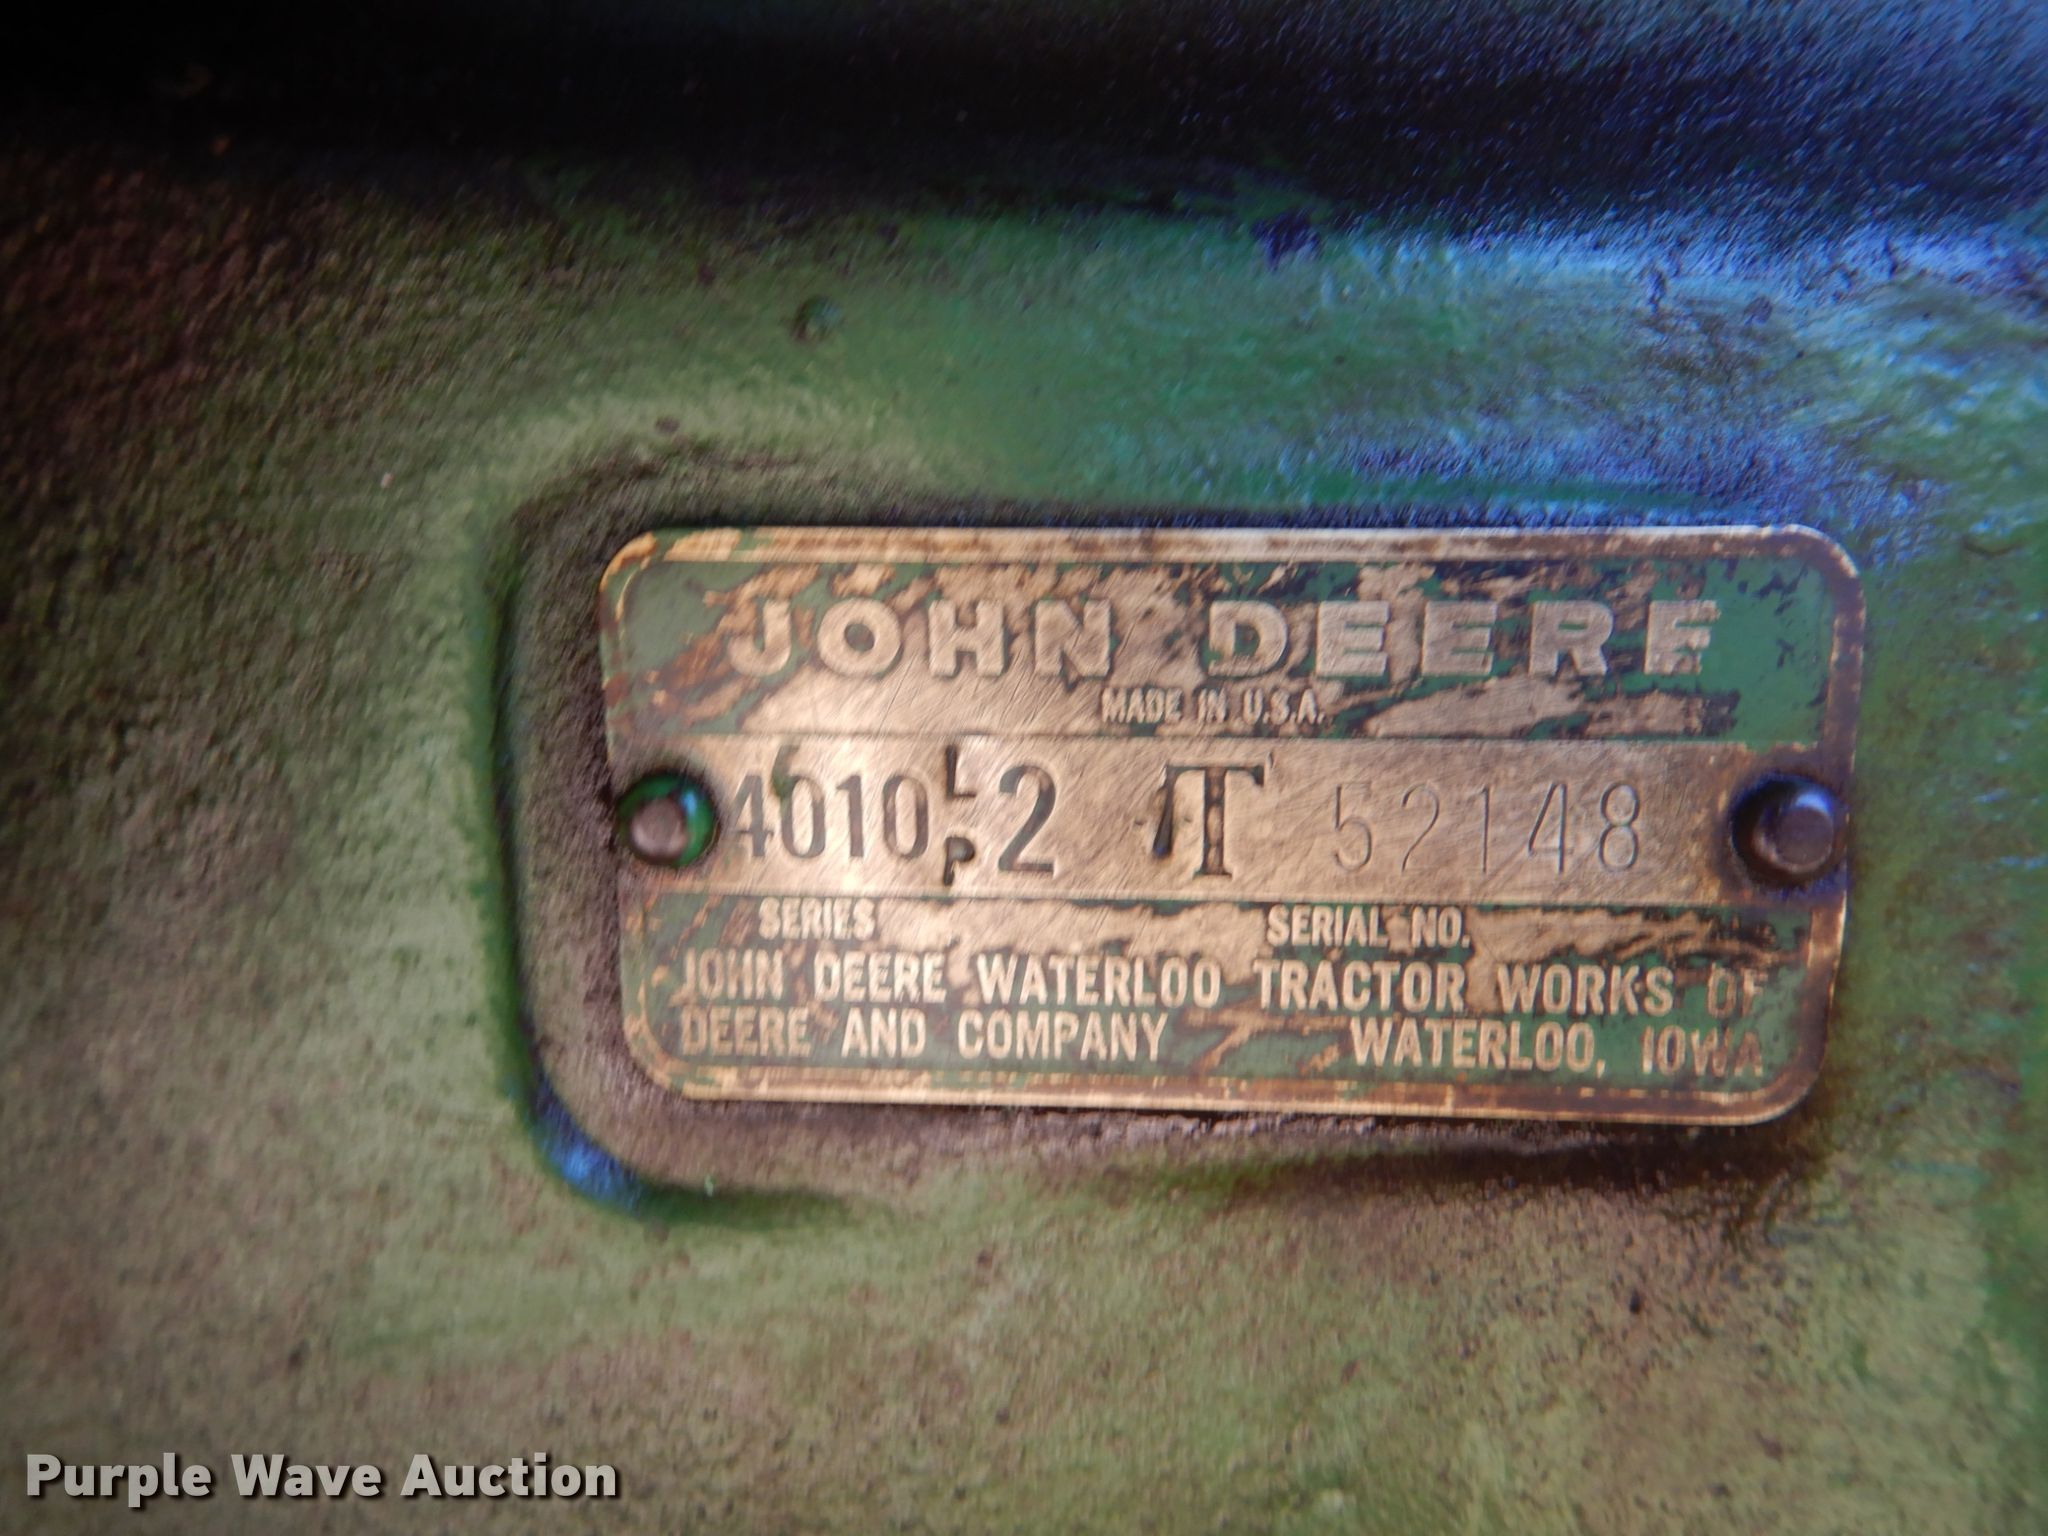 JOHN DEERE
MADE IN U.S.A.
4010 LP 2 T 52148
SERIES SERIAL NO.
JOHN DEERE WATERLOO TRACTOR WORKS OF
DEERE AND COMPANY WATERLOO, IOWA
Purple Wave Auction